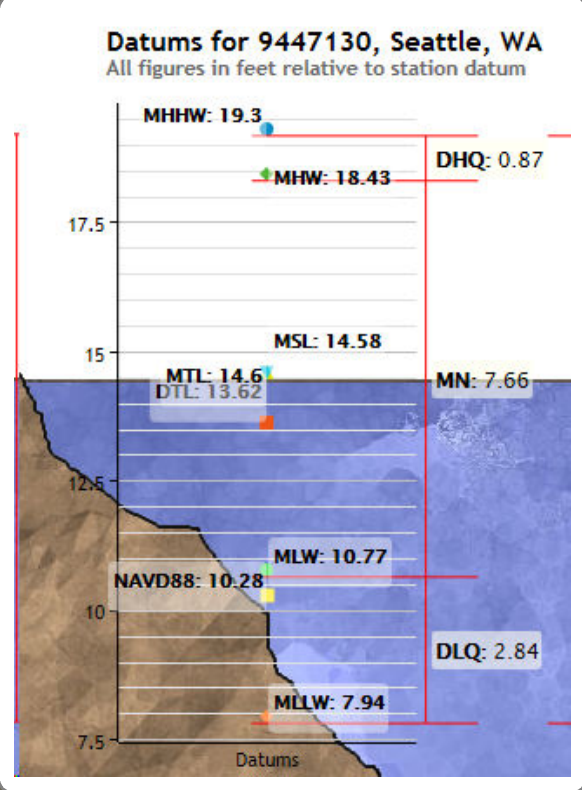 Datums for 9447130, Seattle, WA
All figures in feet relative to station datum
MHHW: 19.3
DHQ: 0.87
MHW: 18.43
17.5
MSL: 14.58
15
MTL: 14.6
MN: 7.66
DTL: 13.62
12.5
MLW: 10.77
NAVD88: 10.28
10
DLQ: 2.84
MLLW: 7.94
7.5
Datums